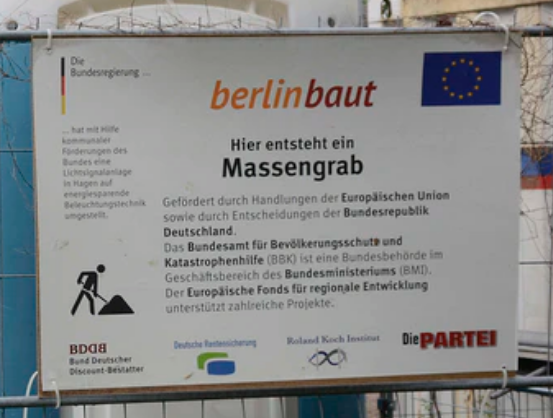 Die
Bundesregierung ...
... hat mit Hilfe
kommunaler
Förderungen des
Bundes eine
Lichtsignalanlage
in Hagen auf
energiesparende
Beleuchtungstechnik
umgestellt.
berlinbaut
Hier entsteht ein
Massengrab
Gefördert durch Handlungen der Europäischen Union
sowie durch Entscheidungen der Bundesrepublik
Deutschland.
Das Bundesamt für Bevölkerungsschutz und
Katastrophenhilfe (BBK) ist eine Bundesbehörde im
Geschäftsbereich des Bundesministeriums (BMI).
Der Europäische Fonds für regionale Entwicklung
unterstützt zahlreiche Projekte.
BDDB
Bund Deutscher
Discount-Bestatter
Deutsche Rentensicherung
Roland Koch Institut
Die PARTEI